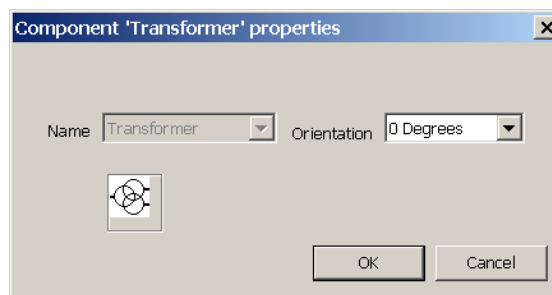 Component 'Transformer' properties
Name Transformer Orientation 0 Degrees
OK Cancel